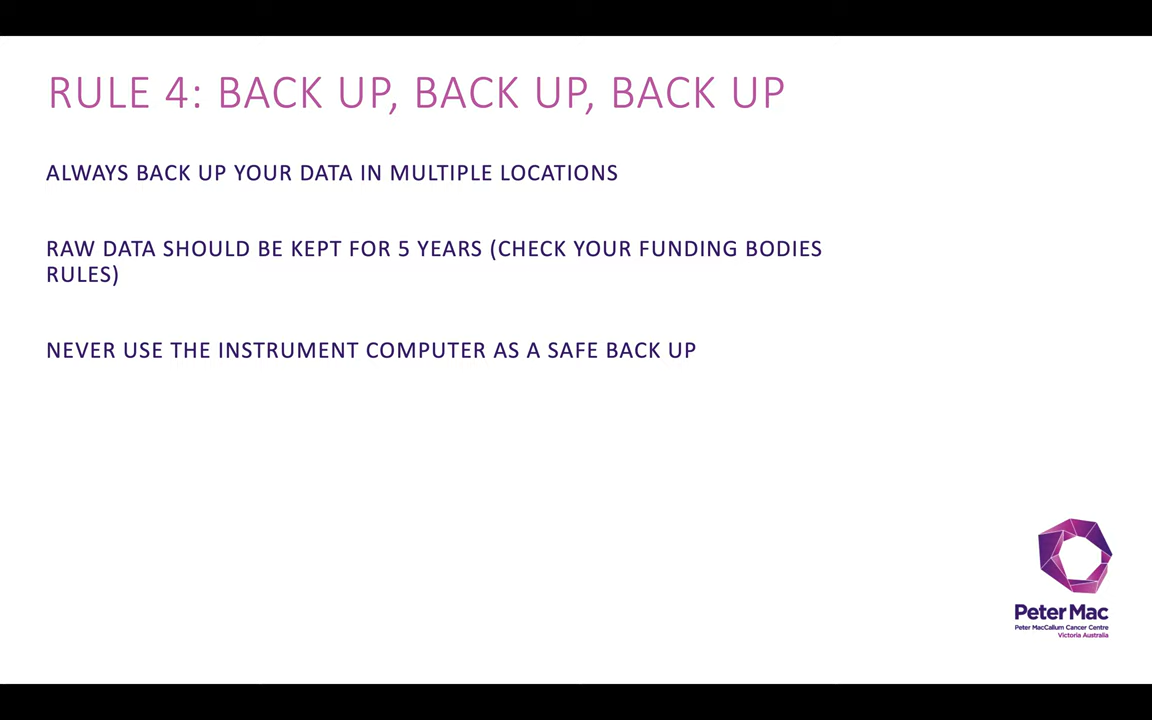 RULE 4: BACK UP, BACK UP, BACK UP
ALWAYS BACK UP YOUR DATA IN MULTIPLE LOCATIONS
RAW DATA SHOULD BE KEPT FOR 5 YEARS (CHECK YOUR FUNDING BODIES
RULES)
NEVER USE THE INSTRUMENT COMPUTER AS A SAFE BACK UP
Peter Mac
Peter MacCallum Cancer Centre
Victoria Australia